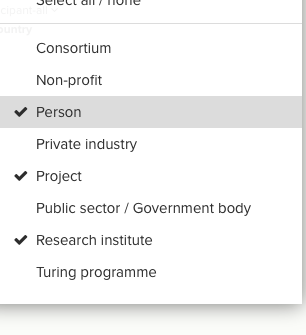 Select all / none
Consortium
Non-profit
Person
Private industry
Project
Public sector / Government body
Research institute
Turing programme